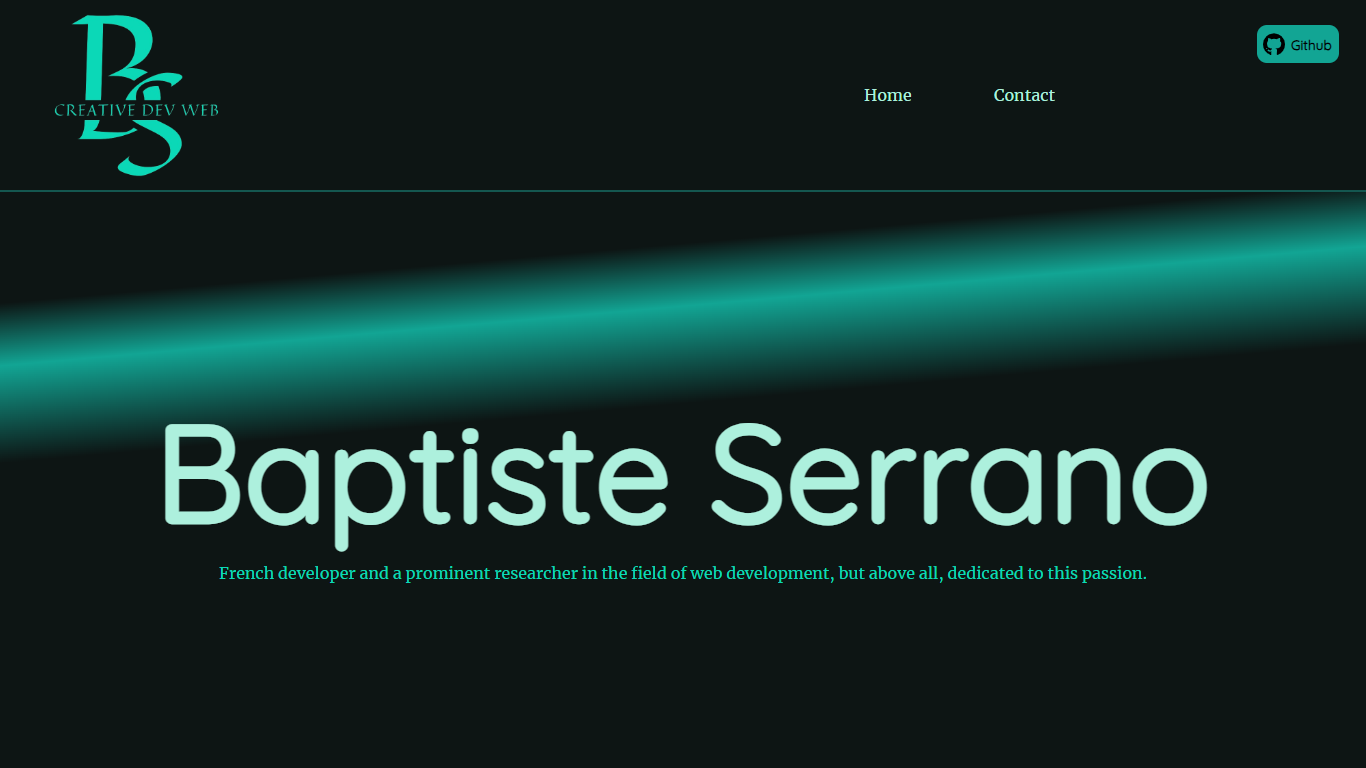 BS
CREATIVE DEV WEB
Home
Contact
Github
Baptiste Serrano
French developer and a prominent researcher in the field of web development, but above all, dedicated to this passion.